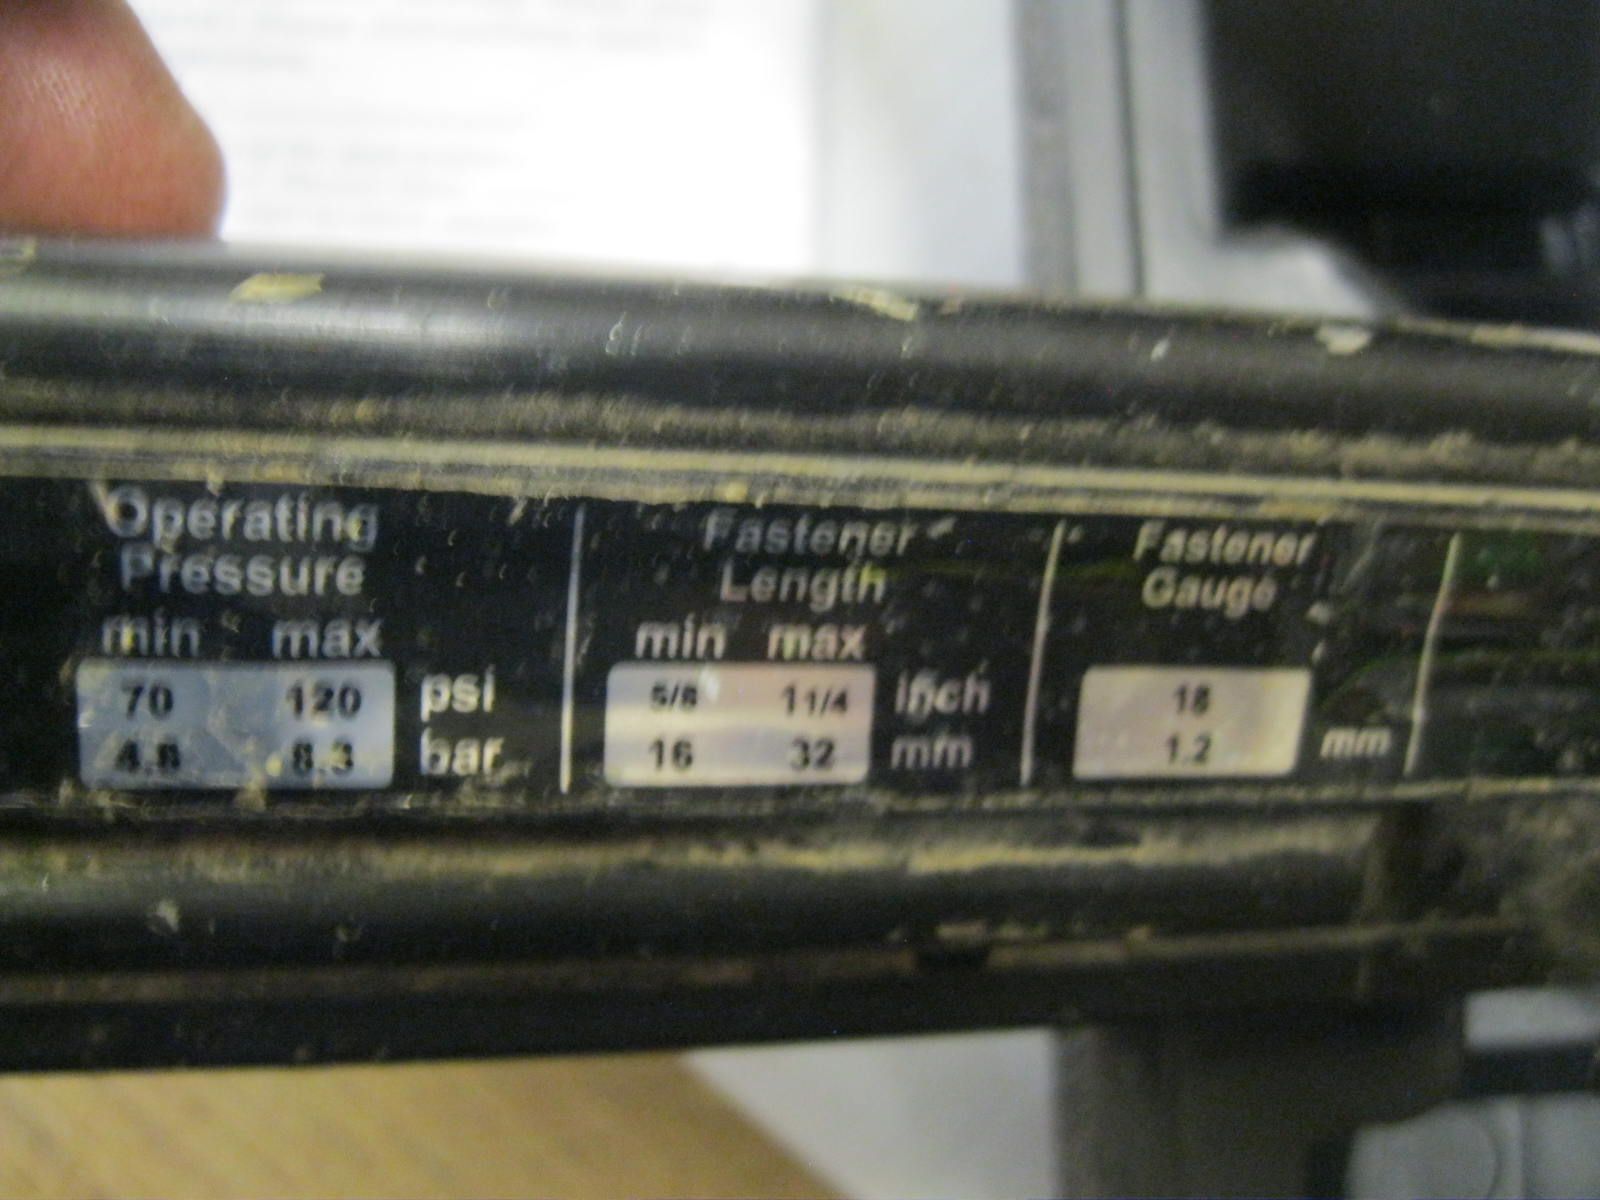 Operating
Pressure
min max
70 120 psi
4.8 8.3 bar
Fastener
Length
min max
5/8 1 1/4 inch
16 32 mm
Fastener
Gauge
18
1.2 mm